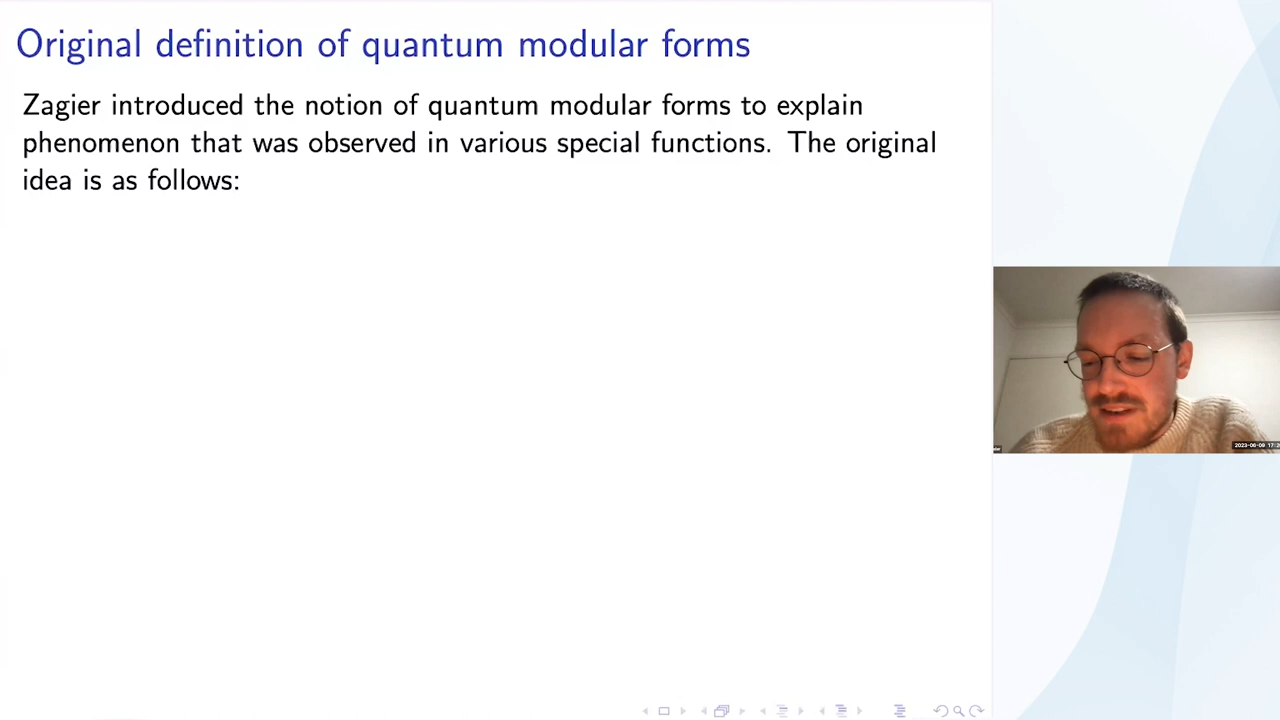 Original definition of quantum modular forms
Zagier introduced the notion of quantum modular forms to explain
phenomenon that was observed in various special functions. The original
idea is as follows: